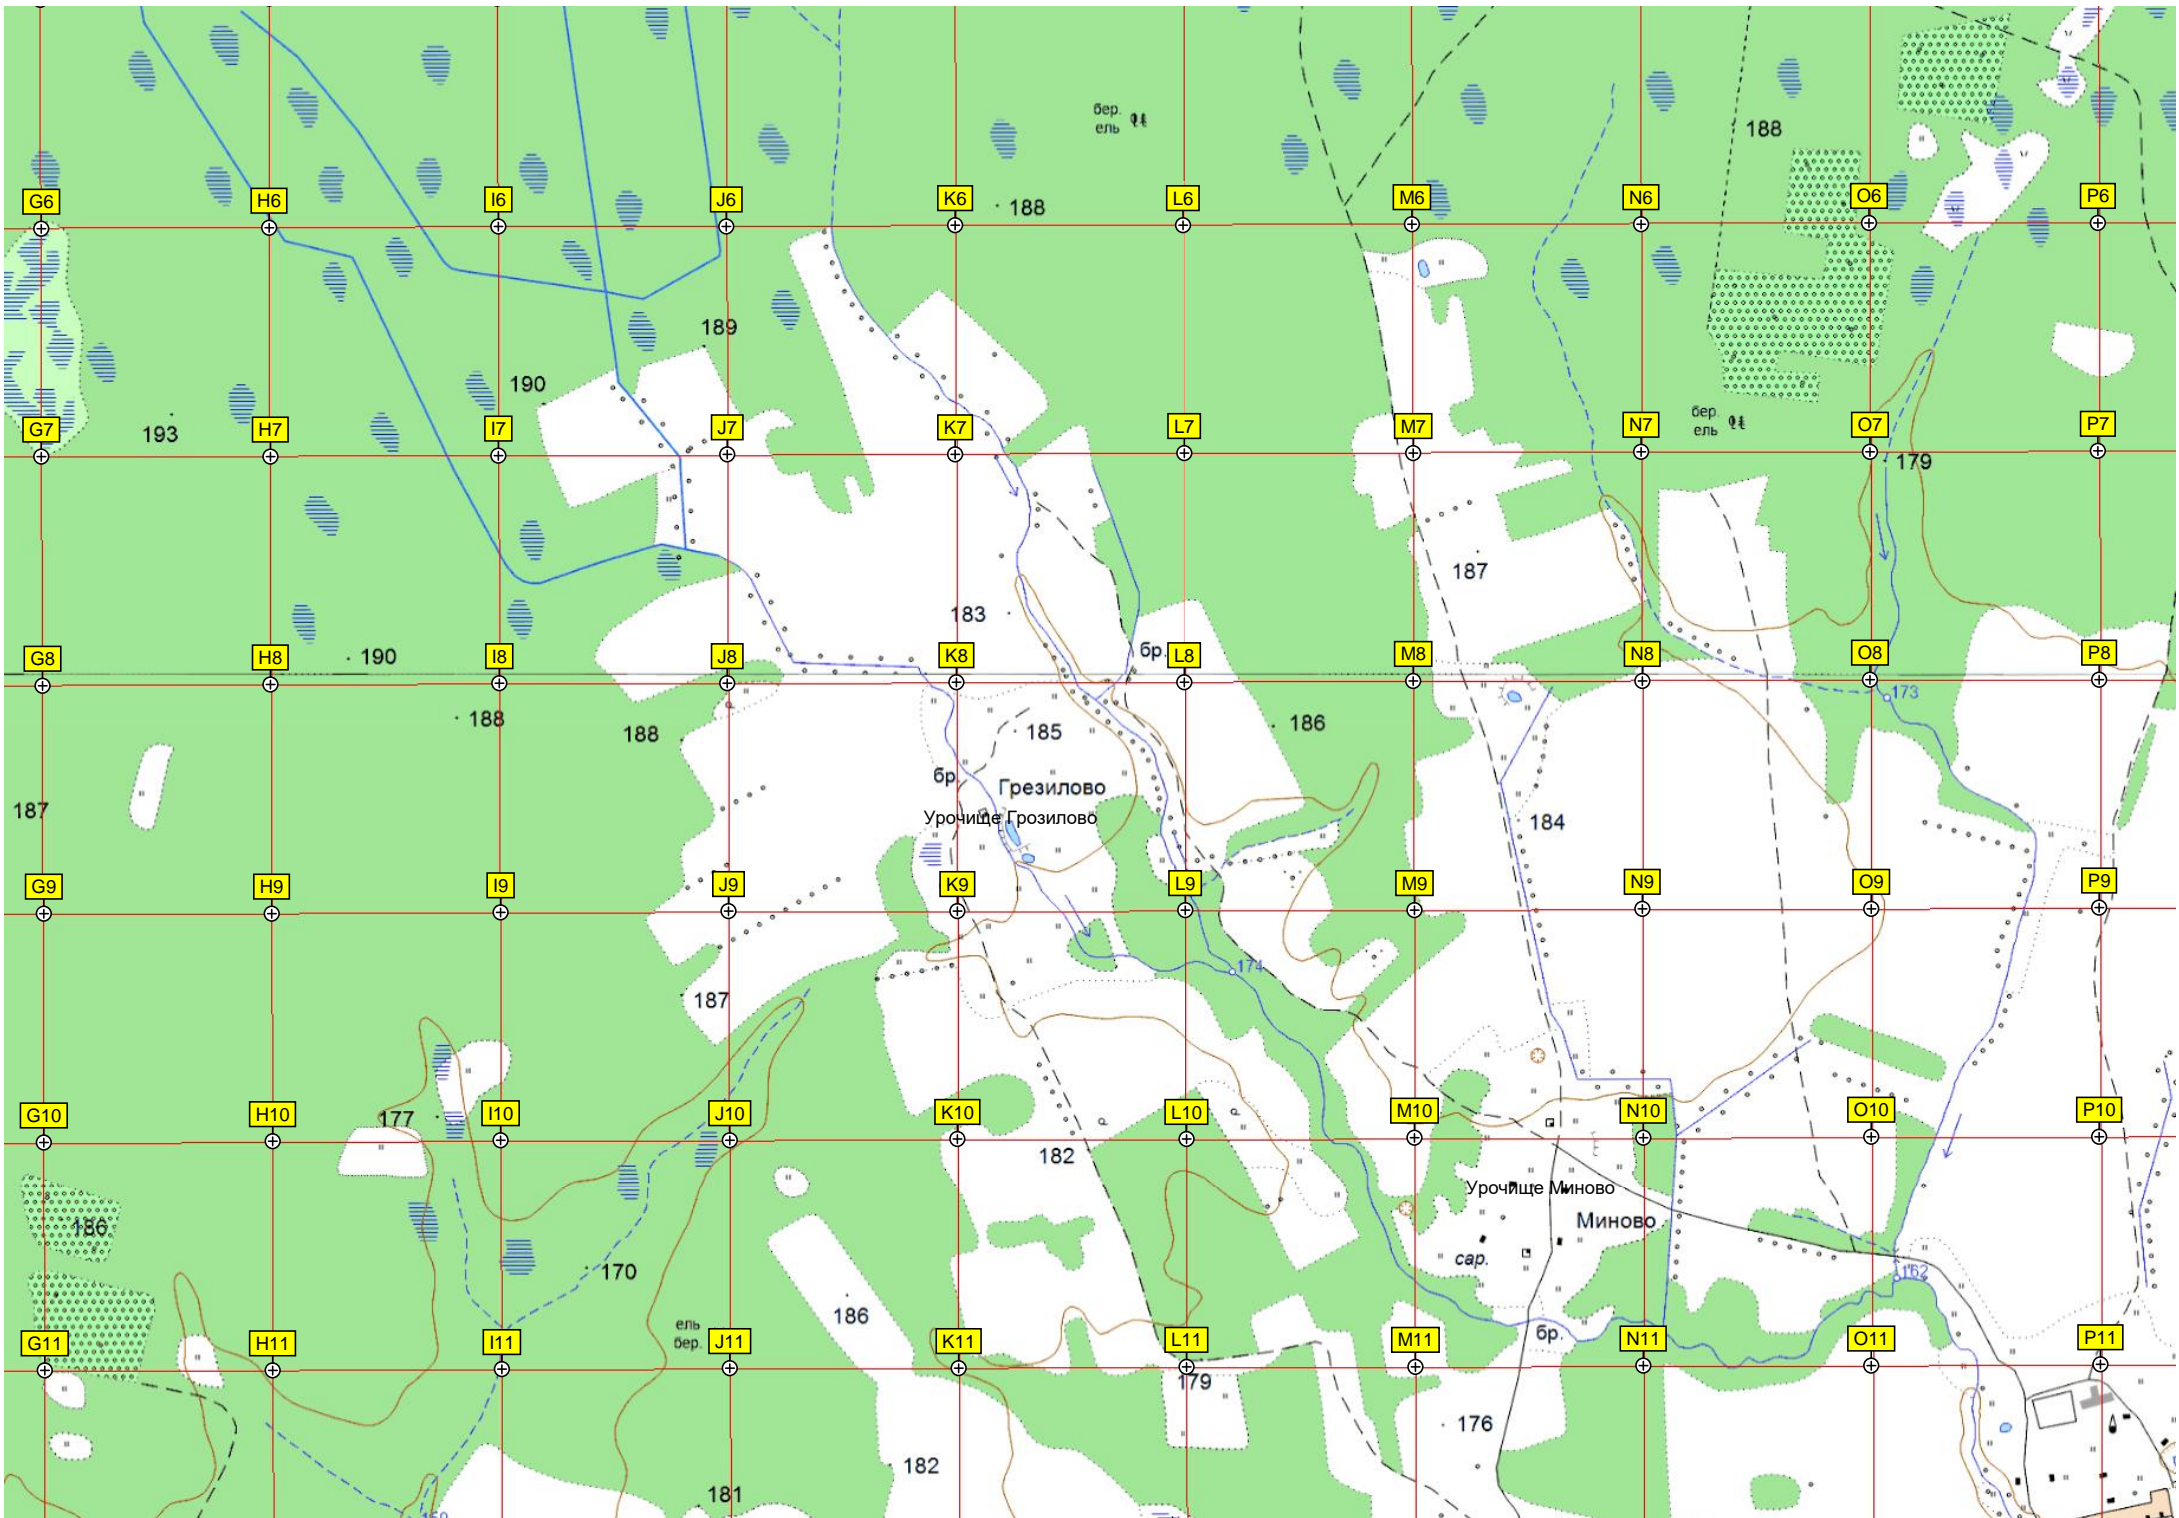 бер.
ель
188
G6
H6
I6
J6
K6
188
L6
M6
N6
O6
P6
189
190
193
G7
H7
I7
J7
K7
L7
M7
N7
бер.
ель
O7
P7
179
187
183
G8
H8
190
I8
J8
K8
бр.
L8
M8
N8
O8
P8
173
188
188
185
186
бр.
Грезилово
187
Урочище Грозилово
184
G9
H9
I9
J9
K9
L9
M9
N9
O9
P9
174
187
G10
H10
177
I10
J10
K10
L10
M10
N10
O10
P10
182
Урочище Миново
186
Миново
сар.
170
162
186
ель
бер.
G11
H11
I11
J11
K11
L11
M11
бр.
N11
O11
P11
179
176
182
181